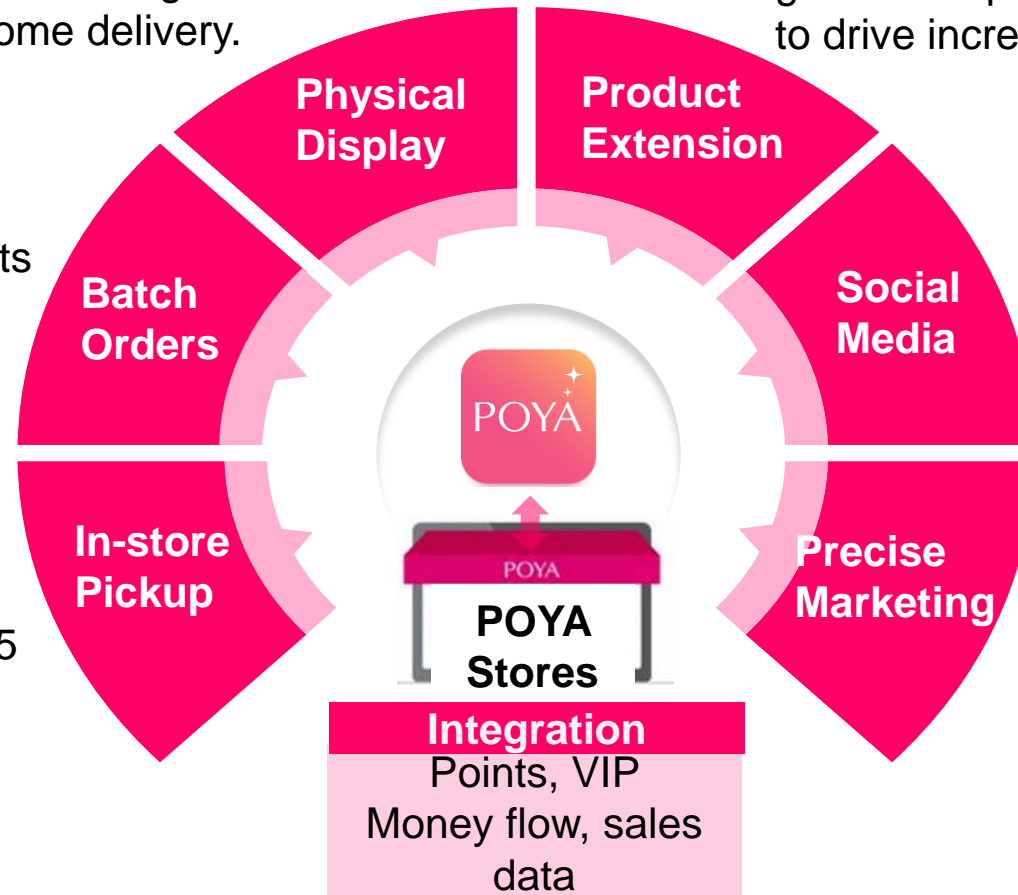 ome delivery.
to drive incre
Physical
Display
Product
Extension
ts
Batch
Orders
Social
Media
POYA
In-store
Pickup
Precise
Marketing
5
POYA
POYA
Stores
Integration
Points, VIP
Money flow, sales
data